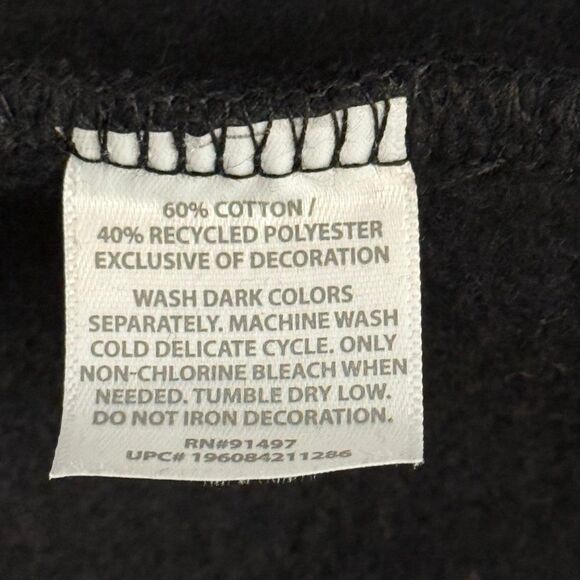 60% COTTON /
40% RECYCLED POLYESTER
EXCLUSIVE OF DECORATION
WASH DARK COLORS
SEPARATELY. MACHINE WASH
COLD DELICATE CYCLE. ONLY
NON-CHLORINE BLEACH WHEN
NEEDED. TUMBLE DRY LOW.
DO NOT IRON DECORATION.
RN#91497
UPC# 196084211286